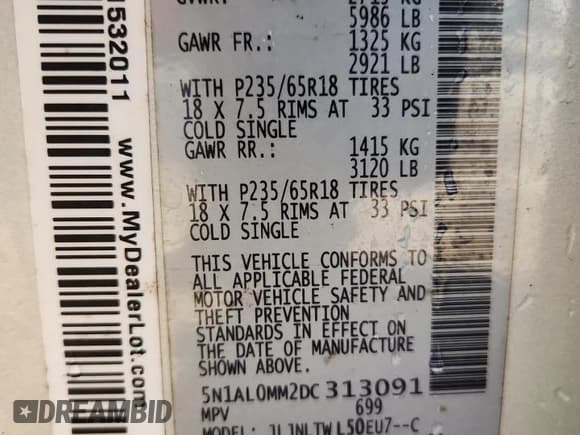 1532011
www.MyDealerLot.com
5986 LB
GAWR FR.: 1325 KG
2921 LB
WITH P235/65R18 TIRES
18 X 7.5 RIMS AT 33 PSI
COLD SINGLE
GAWR RR.: 1415 KG
3120 LB
WITH P235/65R18 TIRES
18 X 7.5 RIMS AT 33 PSI
COLD SINGLE
THIS VEHICLE CONFORMS TO
ALL APPLICABLE FEDERAL
MOTOR VEHICLE SAFETY AND
THEFT PREVENTION
STANDARDS IN EFFECT ON
THE DATE OF MANUFACTURE
SHOWN ABOVE.
5N1AL0MM2DC313091
MPV 699
MODEL: JLJNLTWL50EU7--C
DREAMBID